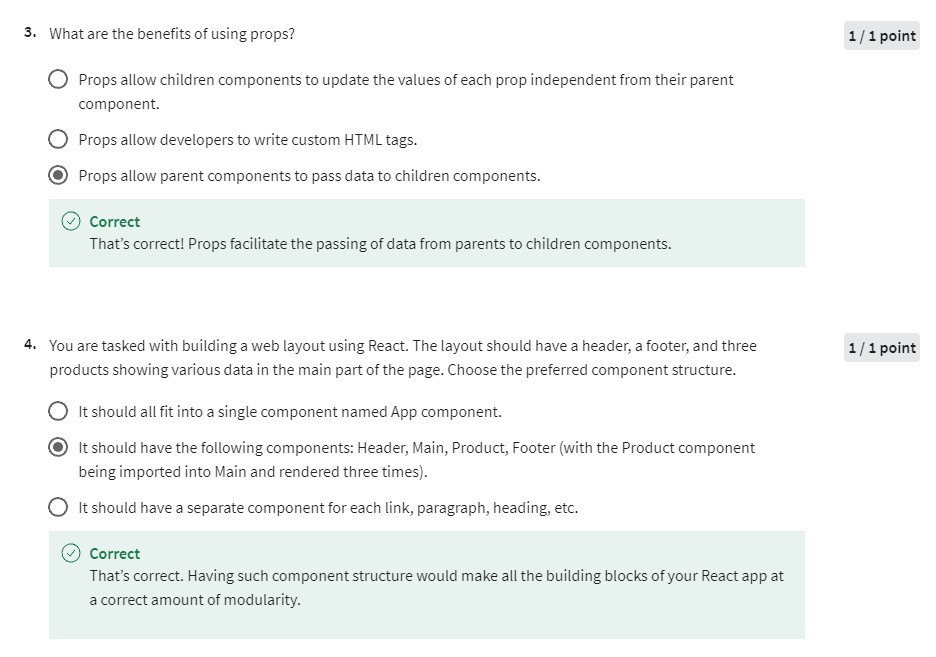 3. What are the benefits of using props?
1 / 1 point
Props allow children components to update the values of each prop independent from their parent
component.
Props allow developers to write custom HTML tags.
Props allow parent components to pass data to children components.
Correct
That's correct! Props facilitate the passing of data from parents to children components.
4. You are tasked with building a web layout using React. The layout should have a header, a footer, and three
1 / 1 point
products showing various data in the main part of the page. Choose the preferred component structure.
It should all fit into a single component named App component.
It should have the following components: Header, Main, Product, Footer (with the Product component
being imported into Main and rendered three times).
It should have a separate component for each link, paragraph, heading, etc.
Correct
That's correct. Having such component structure would make all the building blocks of your React app at
a correct amount of modularity.